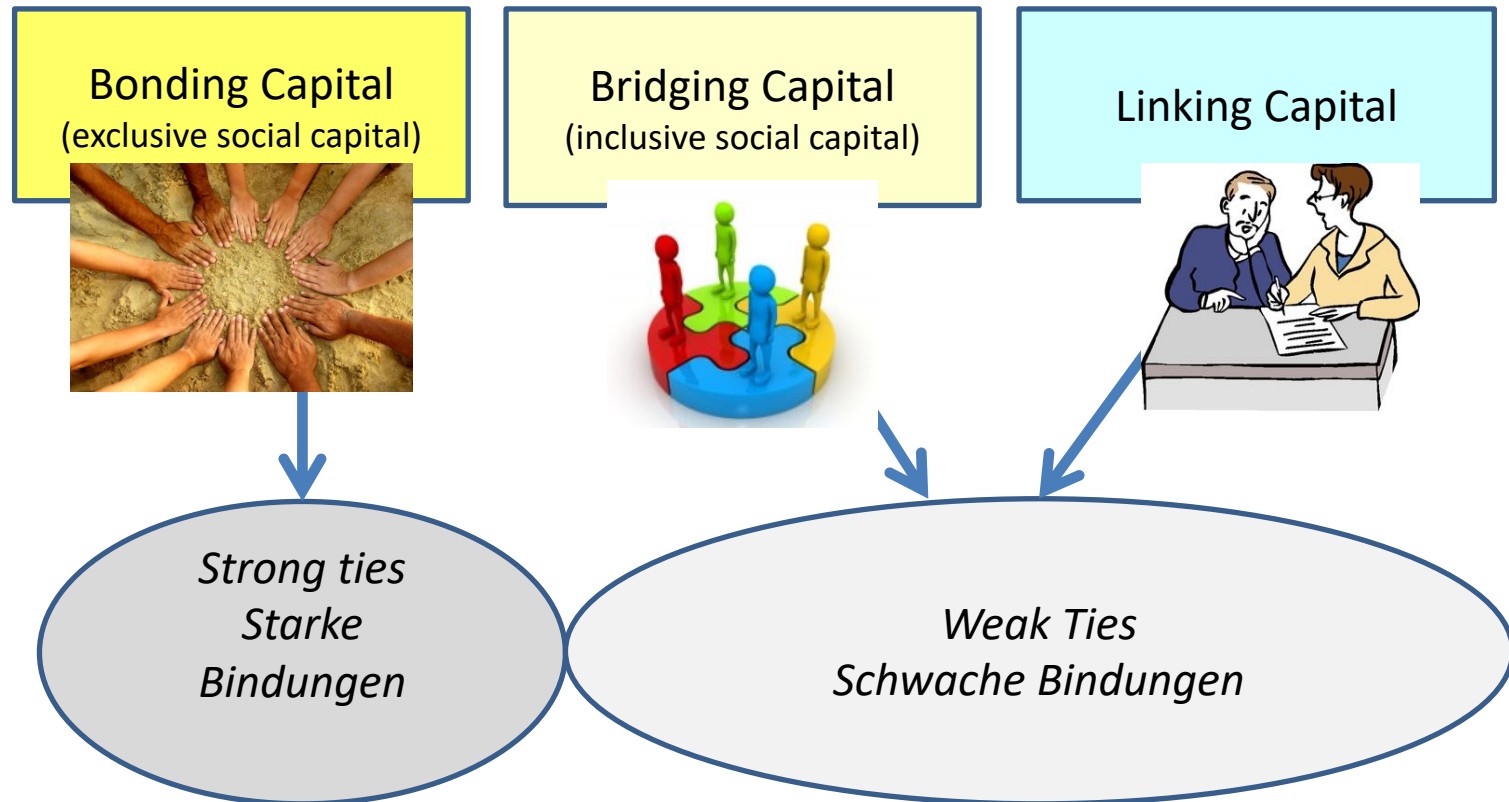 Bonding Capital
(exclusive social capital)
Bridging Capital
(inclusive social capital)
Linking Capital
Strong ties
Starke
Bindungen
Weak Ties
Schwache Bindungen